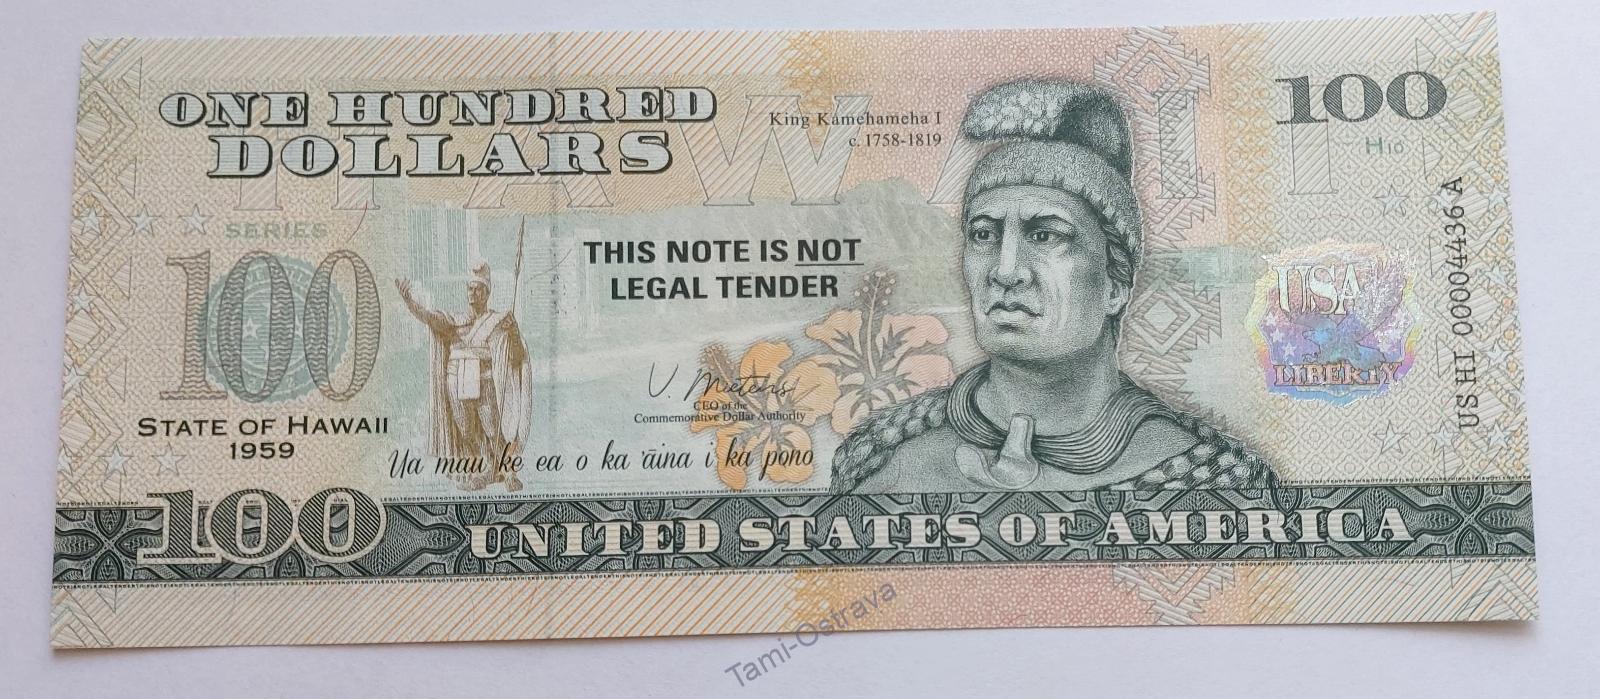 ONE HUNDRED
DOLLARS
HAWAII
King Kamehameha I
c. 1758-1819
100
H10
SERIES
100
THIS NOTE IS NOT
LEGAL TENDER
USA
LIBERTY
US HI 00004436 A
STATE OF HAWAII
1959
V. Mieters
CEO of the
Commemorative Dollar Authority
Ua mau ke ea o ka ʻāina i ka pono
100
UNITED STATES OF AMERICA
Tami-Ostrava